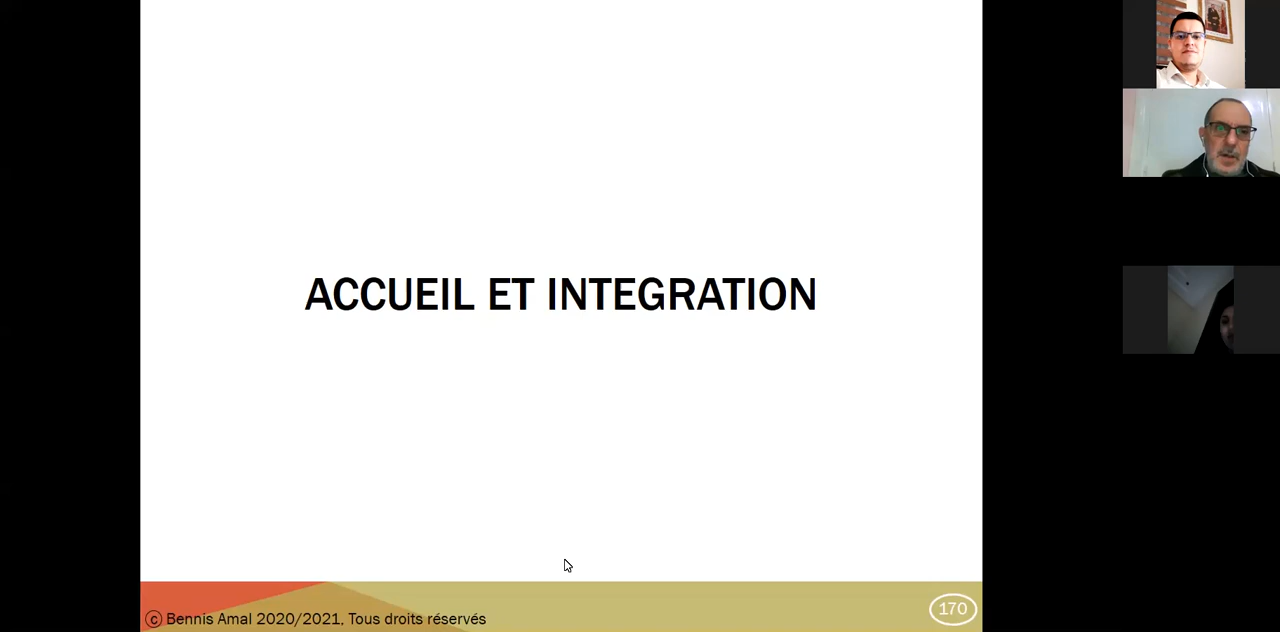 ACCUEIL ET INTEGRATION
© Bennis Amal 2020/2021, Tous droits réservés
170